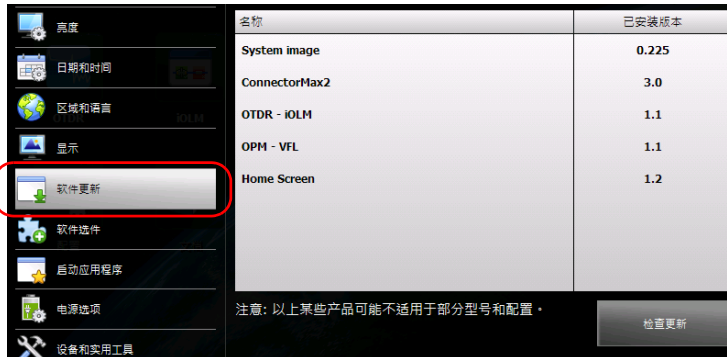 亮度
日期和时间
区域和语言
OTDR
iOLM
显示
软件更新
软件选件
启动应用程序
电源选项
设备和实用工具
名称 已安装版本
System image 0.225
ConnectorMax2 3.0
OTDR - iOLM 1.1
OPM - VFL 1.1
Home Screen 1.2
注意: 以上某些产品可能不适用于部分型号和配置。
检查更新